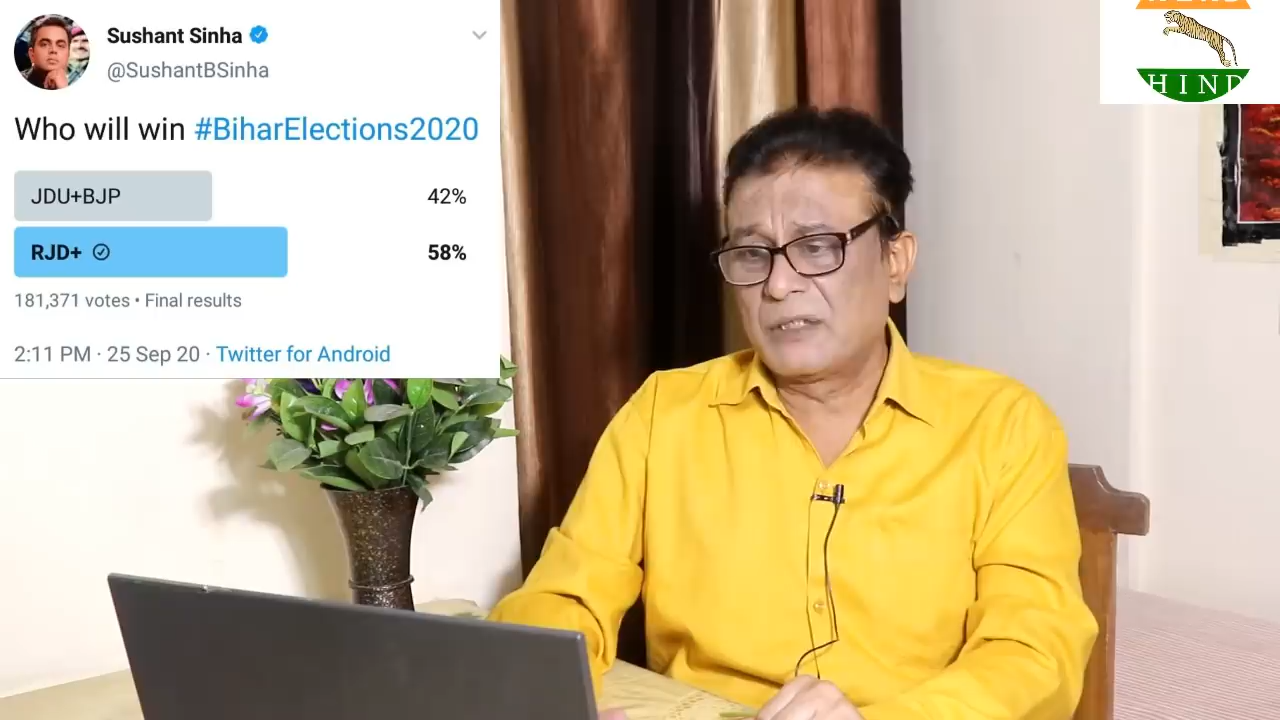 Sushant Sinha
@SushantBSinha
Who will win #BiharElections2020
JDU+BJP 42%
RJD+ 58%
181,371 votes • Final results
2:11 PM · 25 Sep 20 · Twitter for Android
HIND